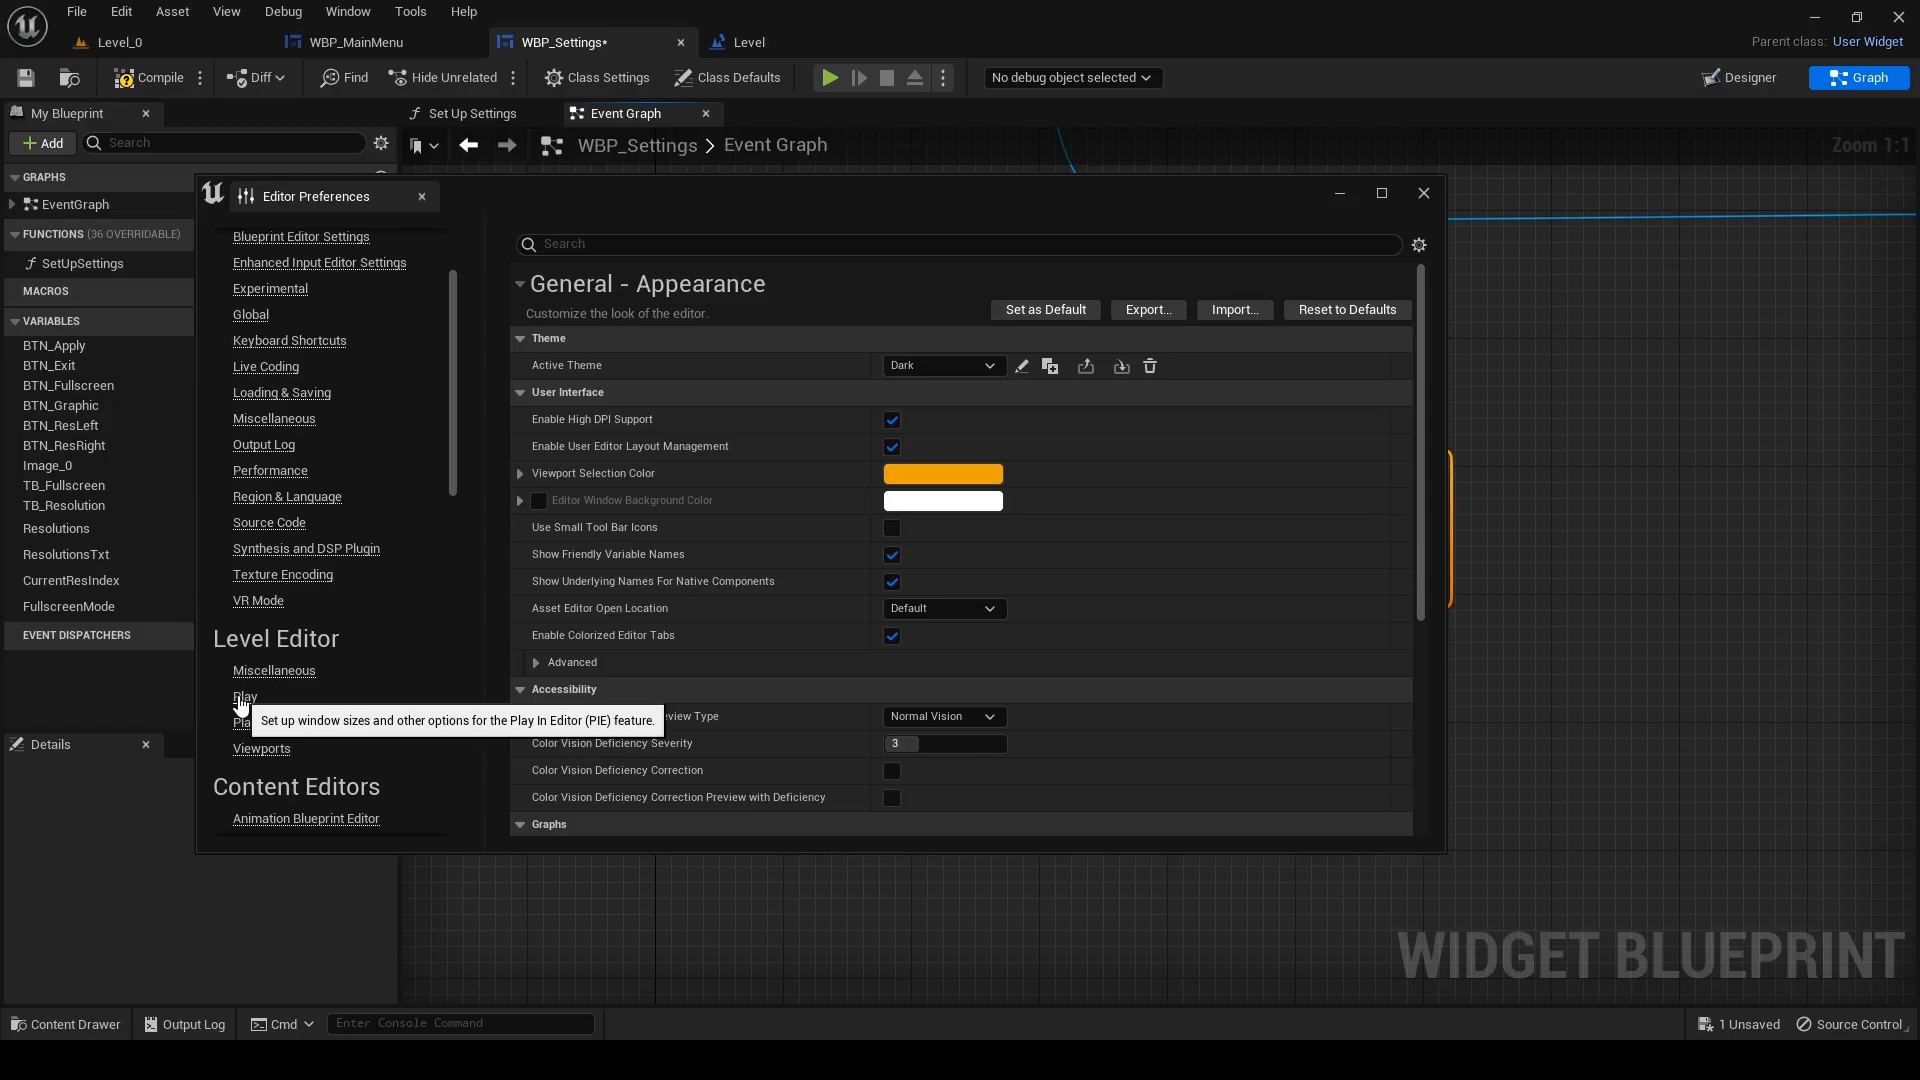 File Edit Asset View Debug Window Tools Help
Level_0 WBP_MainMenu WBP_Settings* Level
Parent class: User Widget
Compile Diff Find Hide Unrelated Class Settings Class Defaults No debug object selected Designer Graph
My Blueprint Set Up Settings Event Graph
Add Search WBP_Settings > Event Graph Zoom 1:1
GRAPHS
EventGraph
FUNCTIONS (36 OVERRIDABLE)
SetUpSettings
MACROS
VARIABLES
BTN_Apply
BTN_Exit
BTN_Fullscreen
BTN_Graphic
BTN_ResLeft
BTN_ResRight
Image_0
TB_Fullscreen
TB_Resolution
Resolutions
ResolutionsTxt
CurrentResIndex
FullscreenMode
EVENT DISPATCHERS
Details
Editor Preferences
Blueprint Editor Settings
Enhanced Input Editor Settings
Experimental
Global
Keyboard Shortcuts
Live Coding
Loading & Saving
Miscellaneous
Output Log
Performance
Region & Language
Source Code
Synthesis and DSP Plugin
Texture Encoding
VR Mode
Level Editor
Miscellaneous
Play
Pla
Set up window sizes and other options for the Play In Editor (PIE) feature.
Viewports
Content Editors
Animation Blueprint Editor
Search
General - Appearance
Customize the look of the editor.
Set as Default Export... Import... Reset to Defaults
Theme
Active Theme Dark
User Interface
Enable High DPI Support
Enable User Editor Layout Management
Viewport Selection Color
Editor Window Background Color
Use Small Tool Bar Icons
Show Friendly Variable Names
Show Underlying Names For Native Components
Asset Editor Open Location Default
Enable Colorized Editor Tabs
Advanced
Accessibility
eview Type Normal Vision
Color Vision Deficiency Severity 3
Color Vision Deficiency Correction
Color Vision Deficiency Correction Preview with Deficiency
Graphs
WIDGET BLUEPRINT
Content Drawer Output Log Cmd Enter Console Command 1 Unsaved Source Control